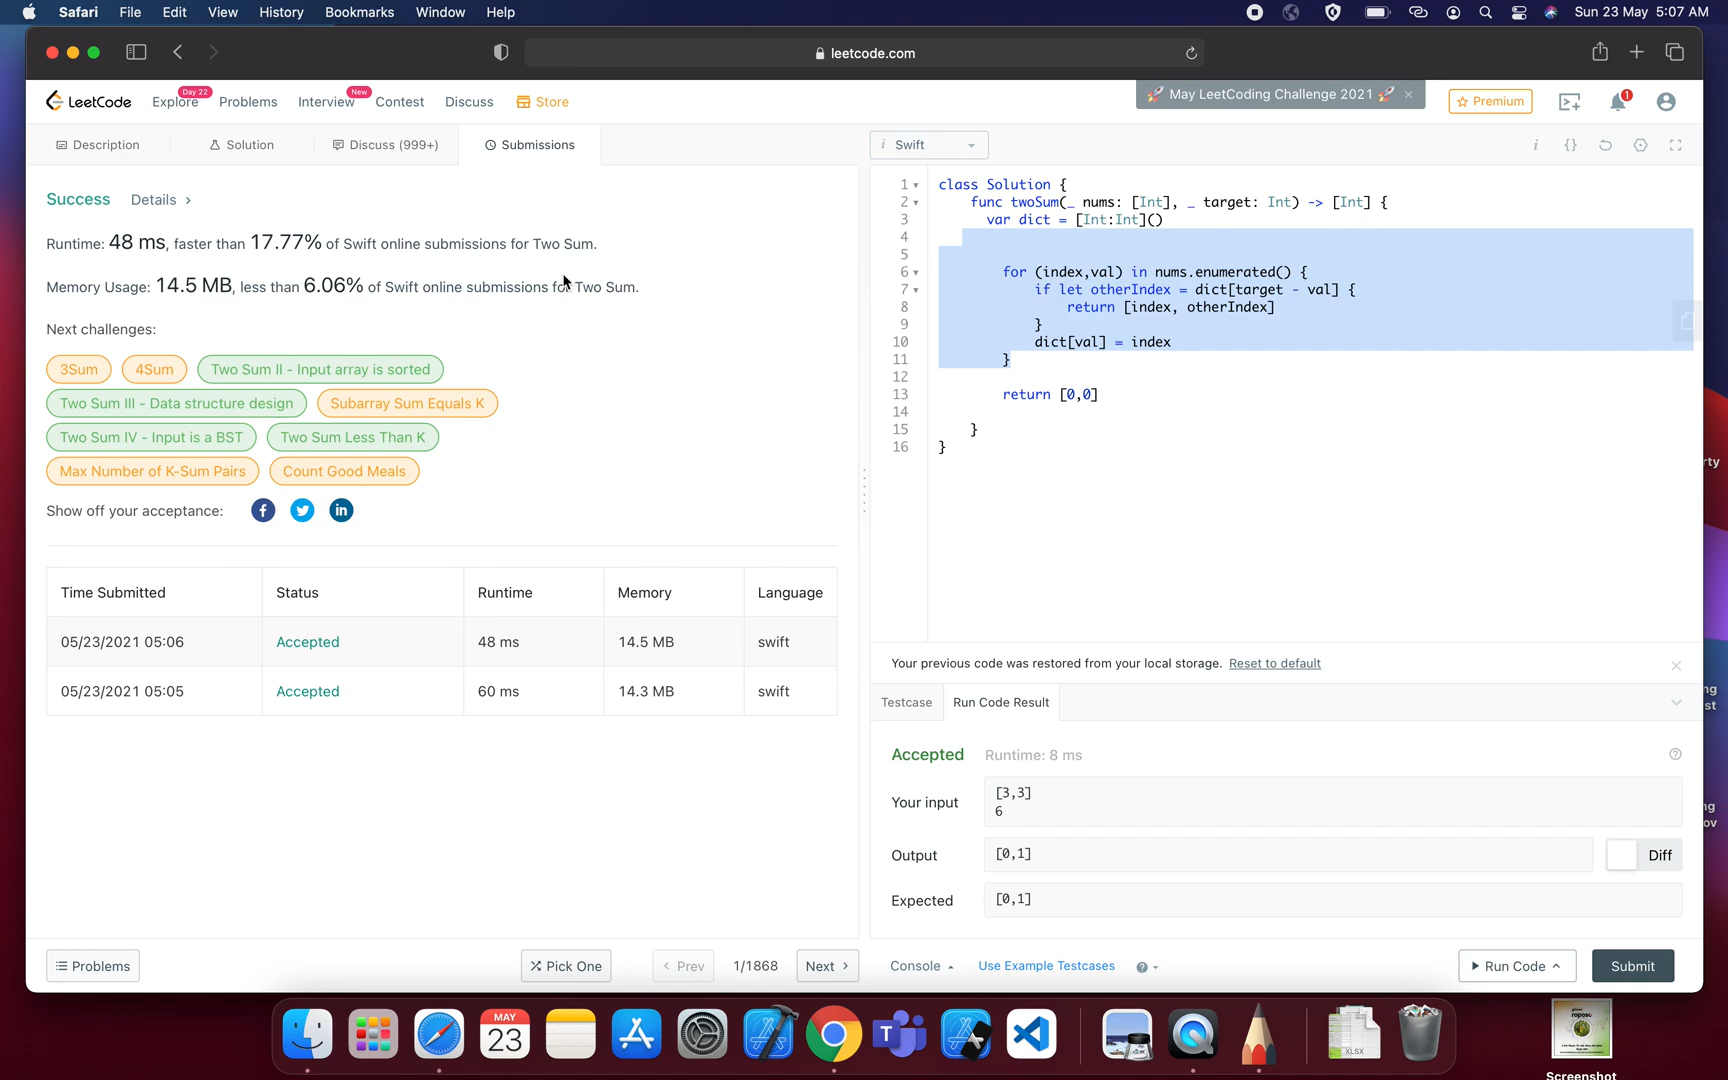 Safari File Edit View History Bookmarks Window Help Sun 23 May 5:07 AM
leetcode.com
LeetCode Explore Day 22 Problems Interview New Contest Discuss Store 🚀 May LeetCoding Challenge 2021 🚀 × Premium 1
Description Solution Discuss (999+) Submissions
i Swift
Success Details ›
Runtime: 48 ms, faster than 17.77% of Swift online submissions for Two Sum.
Memory Usage: 14.5 MB, less than 6.06% of Swift online submissions for Two Sum.
Next challenges:
3Sum 4Sum Two Sum II - Input array is sorted
Two Sum III - Data structure design Subarray Sum Equals K
Two Sum IV - Input is a BST Two Sum Less Than K
Max Number of K-Sum Pairs Count Good Meals
Show off your acceptance:
Time Submitted Status Runtime Memory Language
05/23/2021 05:06 Accepted 48 ms 14.5 MB swift
05/23/2021 05:05 Accepted 60 ms 14.3 MB swift
Problems Pick One ‹ Prev 1/1868 Next ›
1 class Solution {
2 func twoSum(_ nums: [Int], _ target: Int) -> [Int] {
3 var dict = [Int:Int]()
4
5
6 for (index,val) in nums.enumerated() {
7 if let otherIndex = dict[target - val] {
8 return [index, otherIndex]
9 }
10 dict[val] = index
11 }
12
13 return [0,0]
14
15 }
16 }
Your previous code was restored from your local storage. Reset to default
Testcase Run Code Result
Accepted Runtime: 8 ms
Your input [3,3]
6
Output [0,1] Diff
Expected [0,1]
Console Use Example Testcases Run Code Submit
rty
ng
st
ng
ov
MAY
23
XLSX
Screenshot